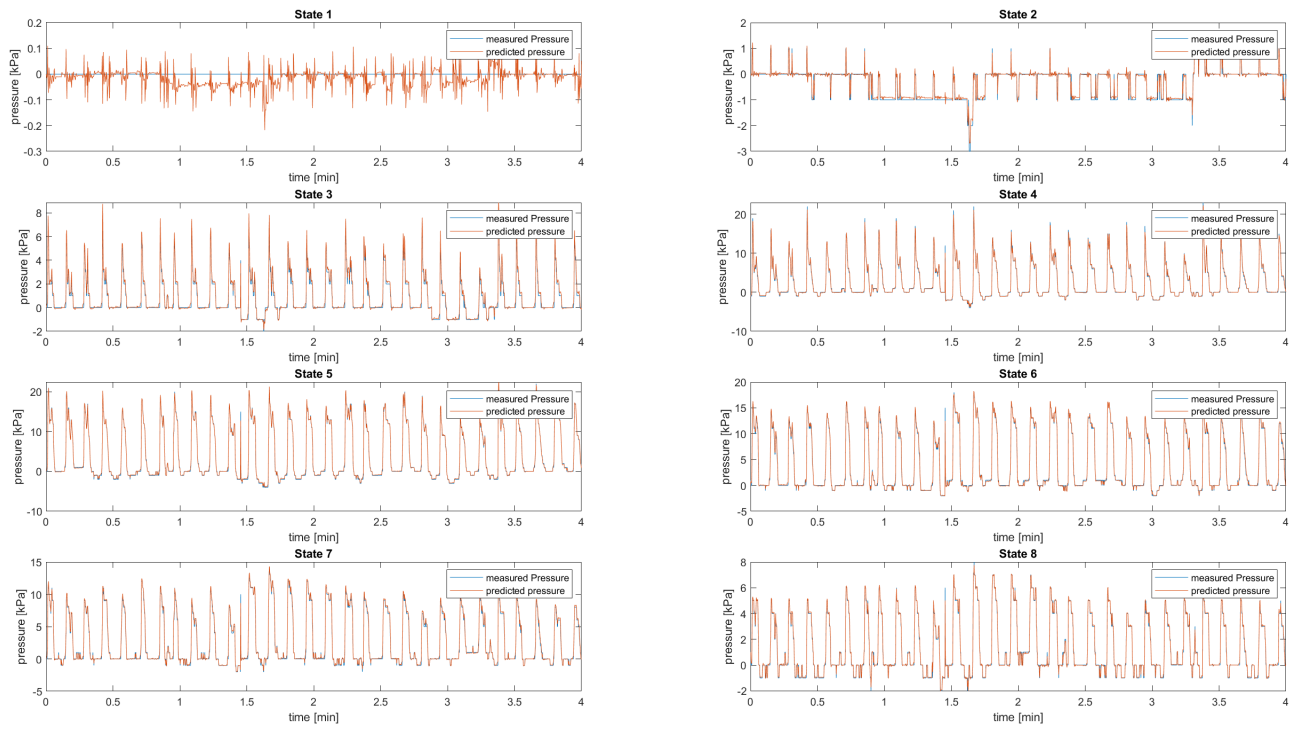 State 1
0.2
0.1
0
-0.1
-0.2
-0.3
pressure [kPa]
measured Pressure
predicted pressure
0 0.5 1 1.5 2 2.5 3 3.5 4
time [min]
State 2
2
1
0
-1
-2
-3
pressure [kPa]
measured Pressure
predicted pressure
0 0.5 1 1.5 2 2.5 3 3.5 4
time [min]
State 3
8
6
4
2
0
-2
pressure [kPa]
measured Pressure
predicted pressure
0 0.5 1 1.5 2 2.5 3 3.5 4
time [min]
State 4
20
10
0
-10
pressure [kPa]
measured Pressure
predicted pressure
0 0.5 1 1.5 2 2.5 3 3.5 4
time [min]
State 5
20
10
0
-10
pressure [kPa]
measured Pressure
predicted pressure
0 0.5 1 1.5 2 2.5 3 3.5 4
time [min]
State 6
20
15
10
5
0
-5
pressure [kPa]
measured Pressure
predicted pressure
0 0.5 1 1.5 2 2.5 3 3.5 4
time [min]
State 7
15
10
5
0
-5
pressure [kPa]
measured Pressure
predicted pressure
0 0.5 1 1.5 2 2.5 3 3.5 4
time [min]
State 8
8
6
4
2
0
-2
pressure [kPa]
measured Pressure
predicted pressure
0 0.5 1 1.5 2 2.5 3 3.5 4
time [min]